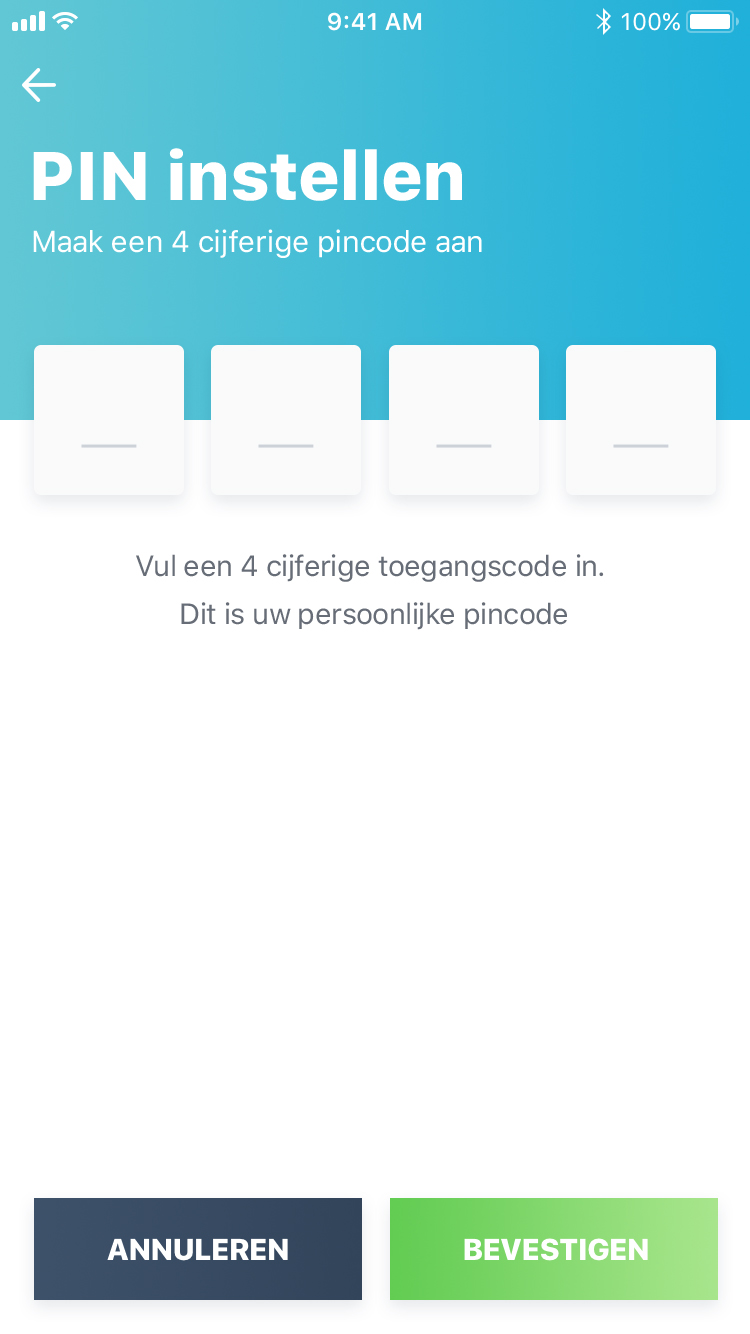 9:41 AM
100%
PIN instellen
Maak een 4 cijferige pincode aan
Vul een 4 cijferige toegangscode in.
Dit is uw persoonlijke pincode
ANNULEREN
BEVESTIGEN